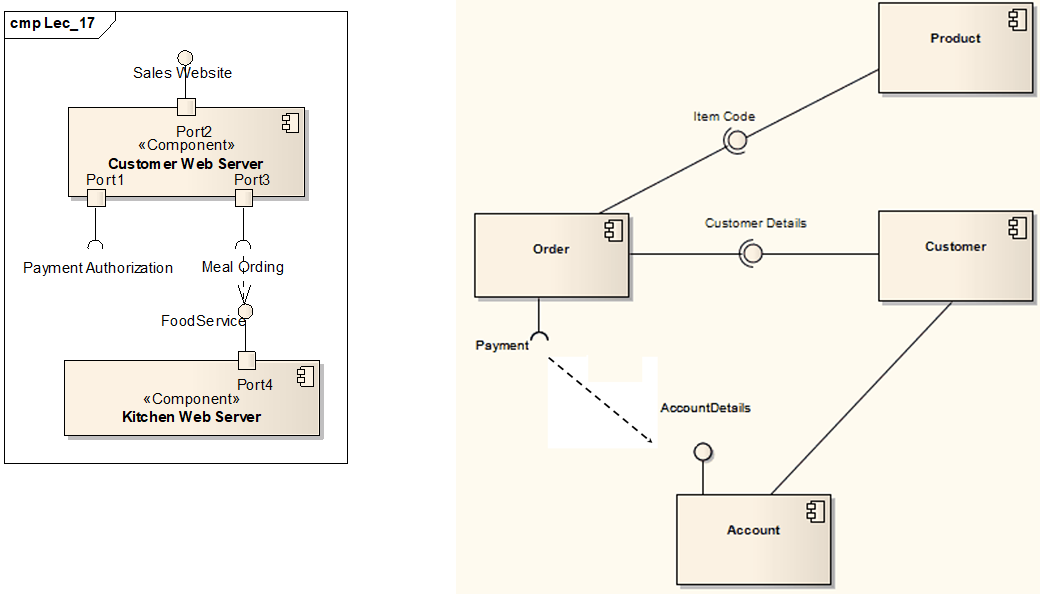 cmp Lec_17
Sales Website
Port2
«Component»
Customer Web Server
Port1
Port3
Payment Authorization
Meal Ording
FoodService
Port4
«Component»
Kitchen Web Server
Product
Item Code
Order
Customer Details
Customer
Payment
AccountDetails
Account